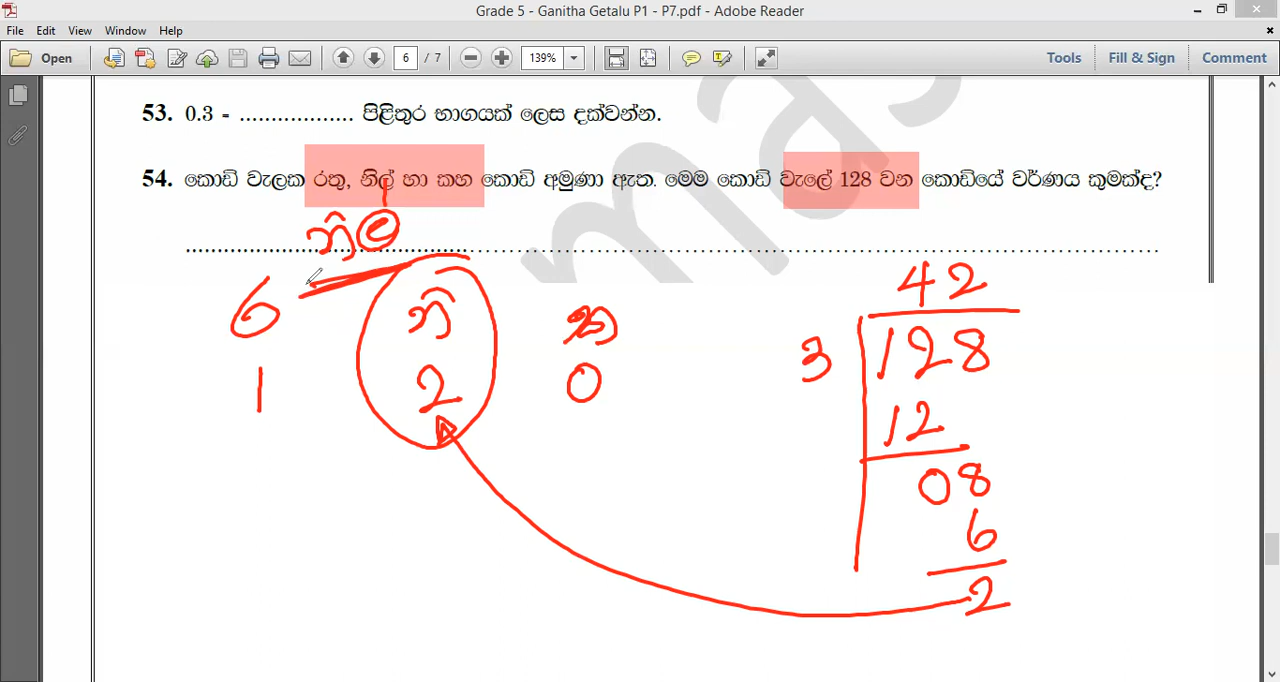 Grade 5 - Ganitha Getalu P1 - P7.pdf - Adobe Reader
File Edit View Window Help
Open 6 / 7 139% Tools Fill & Sign Comment
53. 0.3 - .................. පිළිතුර භාගයක් ලෙස දක්වන්න.
54. කොඩි වැලක රතු, නිල් හා කහ කොඩි අමුණා ඇත. මෙම කොඩි වැලේ 128 වන කොඩියේ වර්ණය කුමක්ද?
නිල්
ර නි ක
1 2 0
42
3 128
12
08
6
2